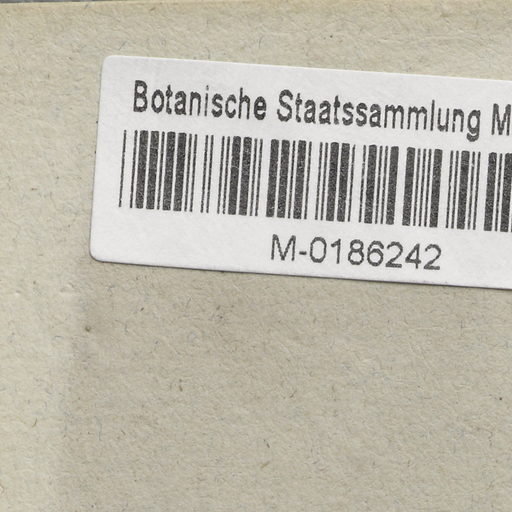 Botanische Staatssammlung M
M-0186242